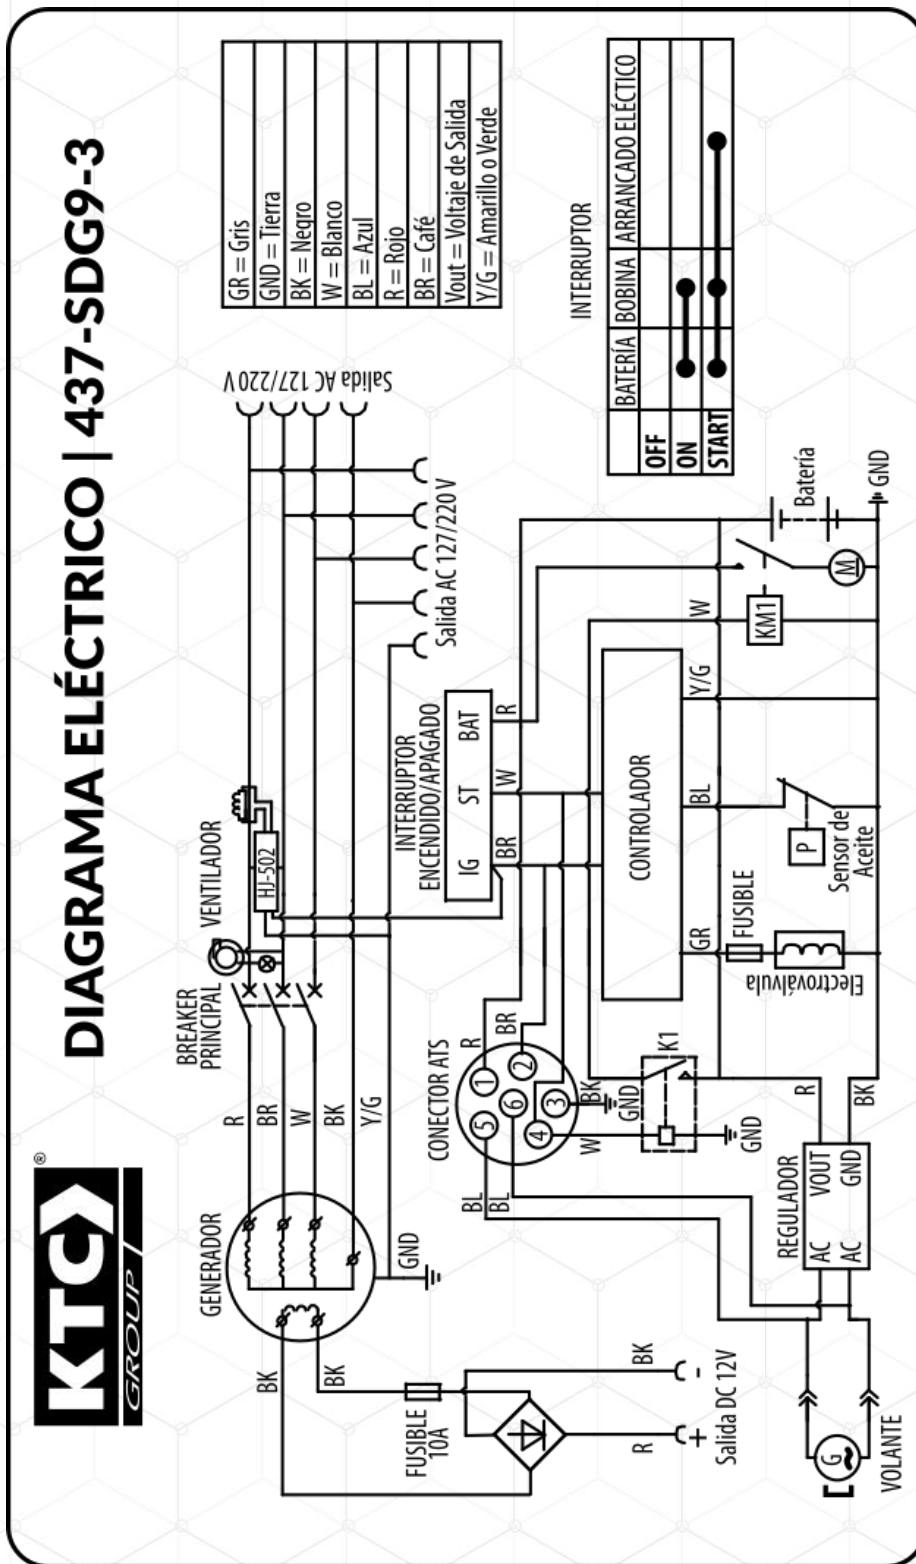 KTC
GROUP
®
DIAGRAMA ELÉCTRICO | 437-SDG9-3
GENERADOR
BK
BK
FUSIBLE
10A
R
BK
+
-
Salida DC 12V
R
BR
W
BK
Y/G
GND
BREAKER
PRINCIPAL
VENTILADOR
HJ-502
Salida AC 127/220 V
Salida AC 127/220 V
GR = Gris
GND = Tierra
BK = Negro
W = Blanco
BL = Azul
R = Rojo
BR = Café
Vout = Voltaje de Salida
Y/G = Amarillo o Verde
CONECTOR ATS
BL
BL
R
BR
1
2
3
4
5
6
W
BK
GND
K1
GND
INTERRUPTOR
ENCENDIDO/APAGADO
IG
ST
BAT
BR
W
R
CONTROLADOR
GR
BL
Y/G
W
FUSIBLE
Electroválvula
P
Sensor de
Aceite
KM1
M
Batería
GND
INTERRUPTOR
BATERÍA
BOBINA
ARRANCADO ELÉCTICO
OFF
ON
START
VOLANTE
G
REGULADOR
AC
VOUT
AC
GND
R
BK